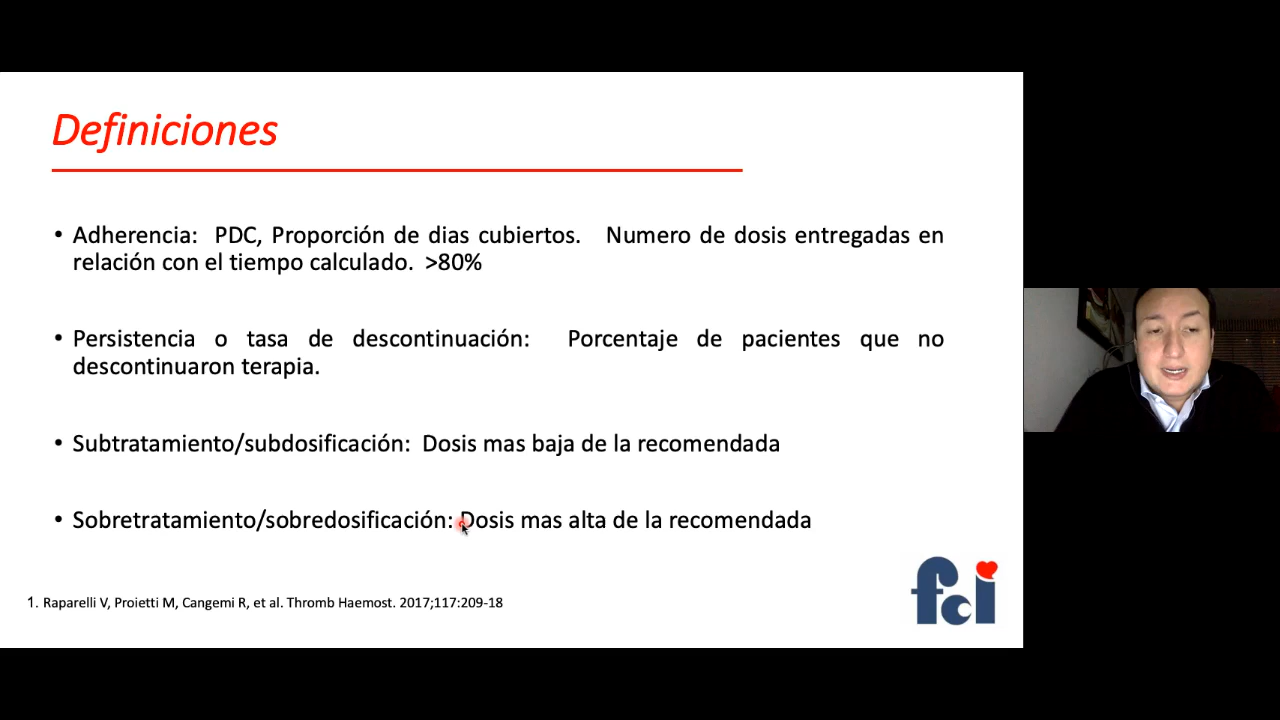 Definiciones
• Adherencia: PDC, Proporción de dias cubiertos. Numero de dosis entregadas en
relación con el tiempo calculado. >80%
• Persistencia o tasa de descontinuación: Porcentaje de pacientes que no
descontinuaron terapia.
• Subtratamiento/subdosificación: Dosis mas baja de la recomendada
• Sobretratamiento/sobredosificación: Dosis mas alta de la recomendada
1. Raparelli V, Proietti M, Cangemi R, et al. Thromb Haemost. 2017;117:209-18
fci